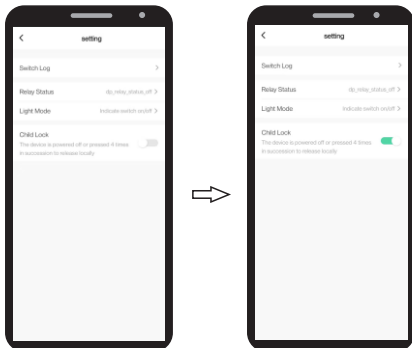 setting
Switch Log
Relay Status dp_relay_status_off
Light Mode Indicate switch on/off
Child Lock
The device is powered off or pressed 4 times
in succession to release locally
setting
Switch Log
Relay Status dp_relay_status_off
Light Mode Indicate switch on/off
Child Lock
The device is powered off or pressed 4 times
in succession to release locally